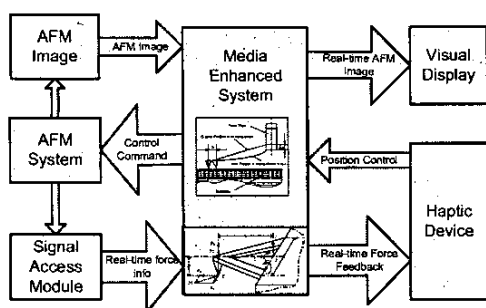 AFM
Image
AFM Image
Media
Enhanced
System
Real-time AFM
Image
Visual
Display
AFM
System
Control
Command
Position Control
Haptic
Device
Signal
Access
Module
Real-time force
info
Real-time Force
Feedback